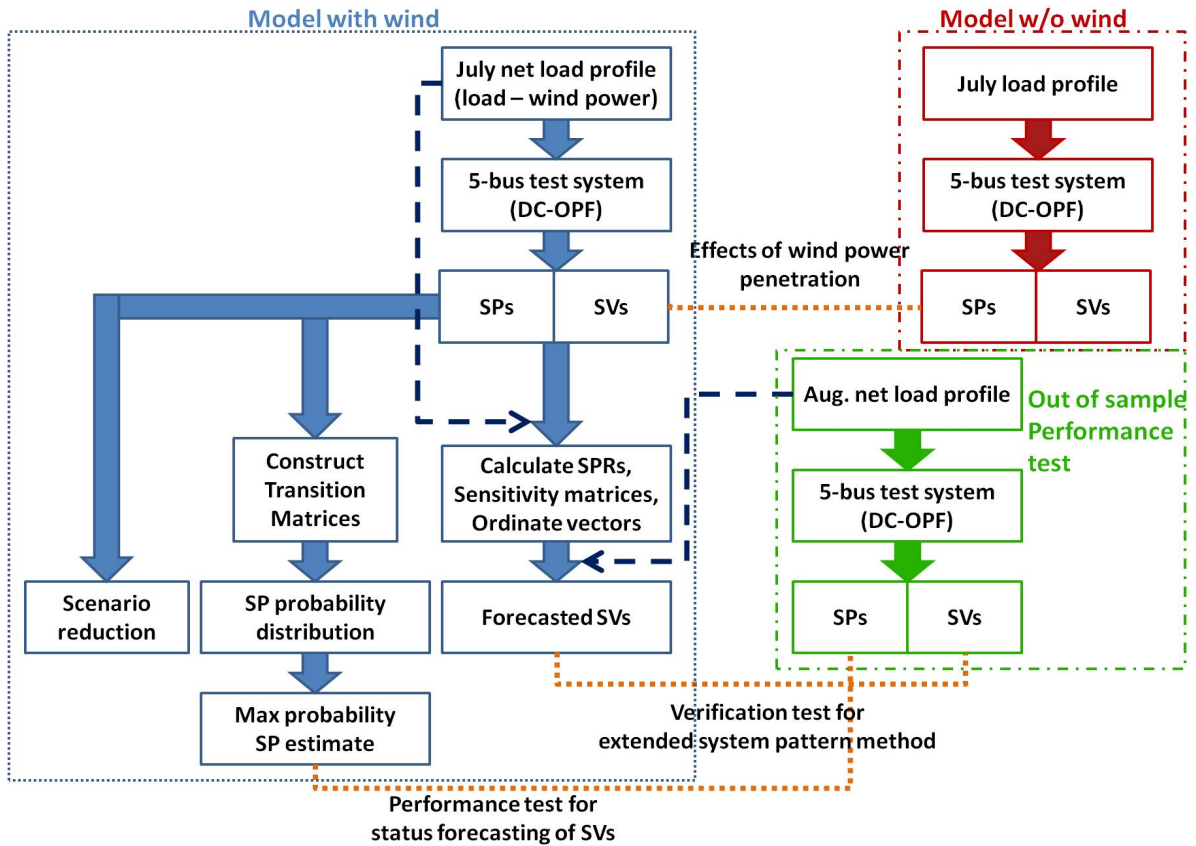 Model with wind
Model w/o wind
July net load profile
(load – wind power)
July load profile
5-bus test system
(DC-OPF)
5-bus test system
(DC-OPF)
Effects of wind power
penetration
SPs
SVs
SPs
SVs
Aug. net load profile
Out of sample
Performance
test
Construct
Transition
Matrices
Calculate SPRs,
Sensitivity matrices,
Ordinate vectors
5-bus test system
(DC-OPF)
Scenario
reduction
SP probability
distribution
Forecasted SVs
SPs
SVs
Max probability
SP estimate
Verification test for
extended system pattern method
Performance test for
status forecasting of SVs